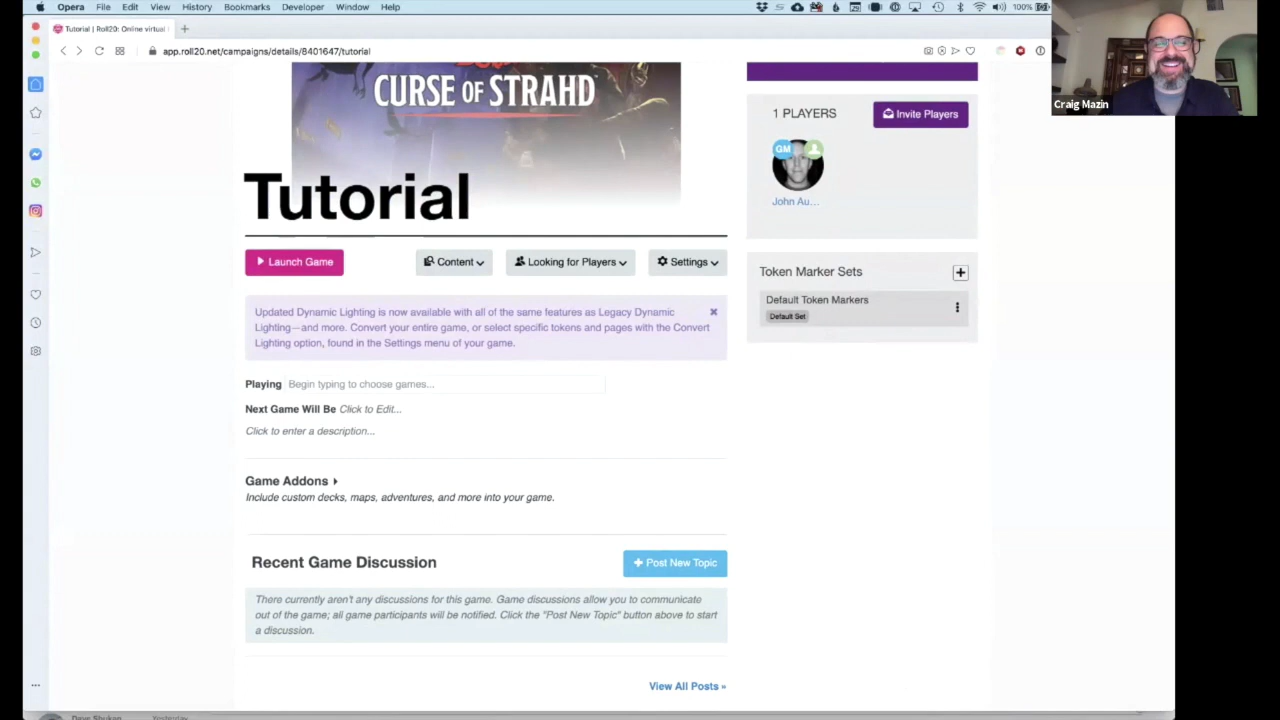 Opera File Edit View History Bookmarks Developer Window Help 100%
Tutorial | Roll20: Online virtual
app.roll20.net/campaigns/details/8401647/tutorial
Craig Mazin
CURSE OF STRAHD
Tutorial
Launch Game
Content
Looking for Players
Settings
Updated Dynamic Lighting is now available with all of the same features as Legacy Dynamic
Lighting—and more. Convert your entire game, or select specific tokens and pages with the Convert
Lighting option, found in the Settings menu of your game.
Playing Begin typing to choose games...
Next Game Will Be Click to Edit...
Click to enter a description...
Game Addons
Include custom decks, maps, adventures, and more into your game.
Recent Game Discussion
+ Post New Topic
There currently aren't any discussions for this game. Game discussions allow you to communicate
out of the game; all game participants will be notified. Click the "Post New Topic" button above to start
a discussion.
View All Posts »
1 PLAYERS
Invite Players
GM
John Au...
Token Marker Sets
Default Token Markers
Default Set
Dave Shukan Yesterday